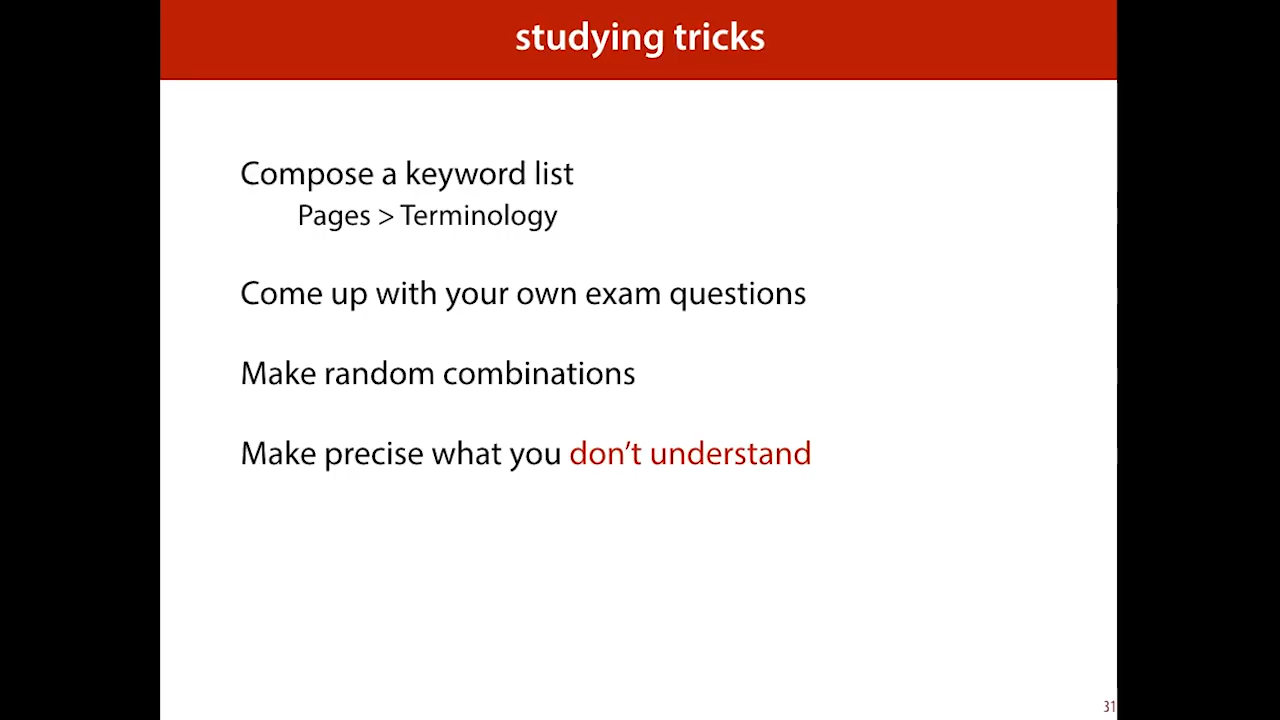 studying tricks
Compose a keyword list
Pages > Terminology
Come up with your own exam questions
Make random combinations
Make precise what you don’t understand
31